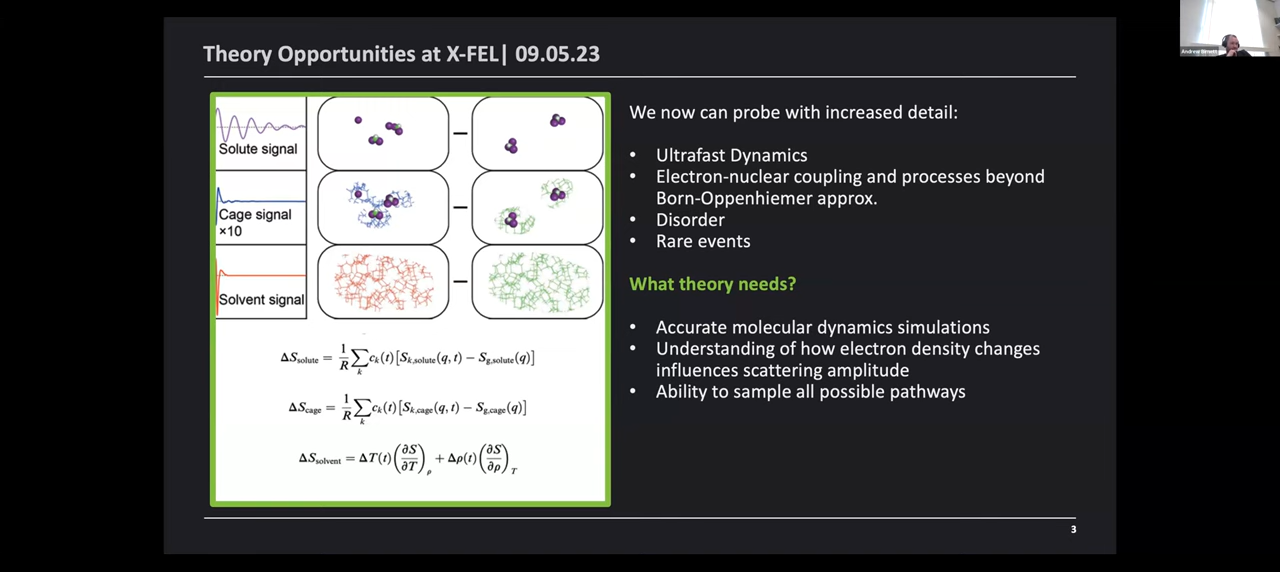 Theory Opportunities at X-FEL| 09.05.23
Solute signal
Cage signal
×10
Solvent signal
ΔS_solute = 1/R ∑_k c_k(t)[S_k,solute(q, t) − S_g,solute(q)]
ΔS_cage = 1/R ∑_k c_k(t)[S_k,cage(q, t) − S_g,cage(q)]
ΔS_solvent = ΔT(t)(∂S/∂T)_ρ + Δρ(t)(∂S/∂ρ)_T
We now can probe with increased detail:
• Ultrafast Dynamics
• Electron-nuclear coupling and processes beyond
Born-Oppenhiemer approx.
• Disorder
• Rare events
What theory needs?
• Accurate molecular dynamics simulations
• Understanding of how electron density changes
influences scattering amplitude
• Ability to sample all possible pathways
3
Andrew